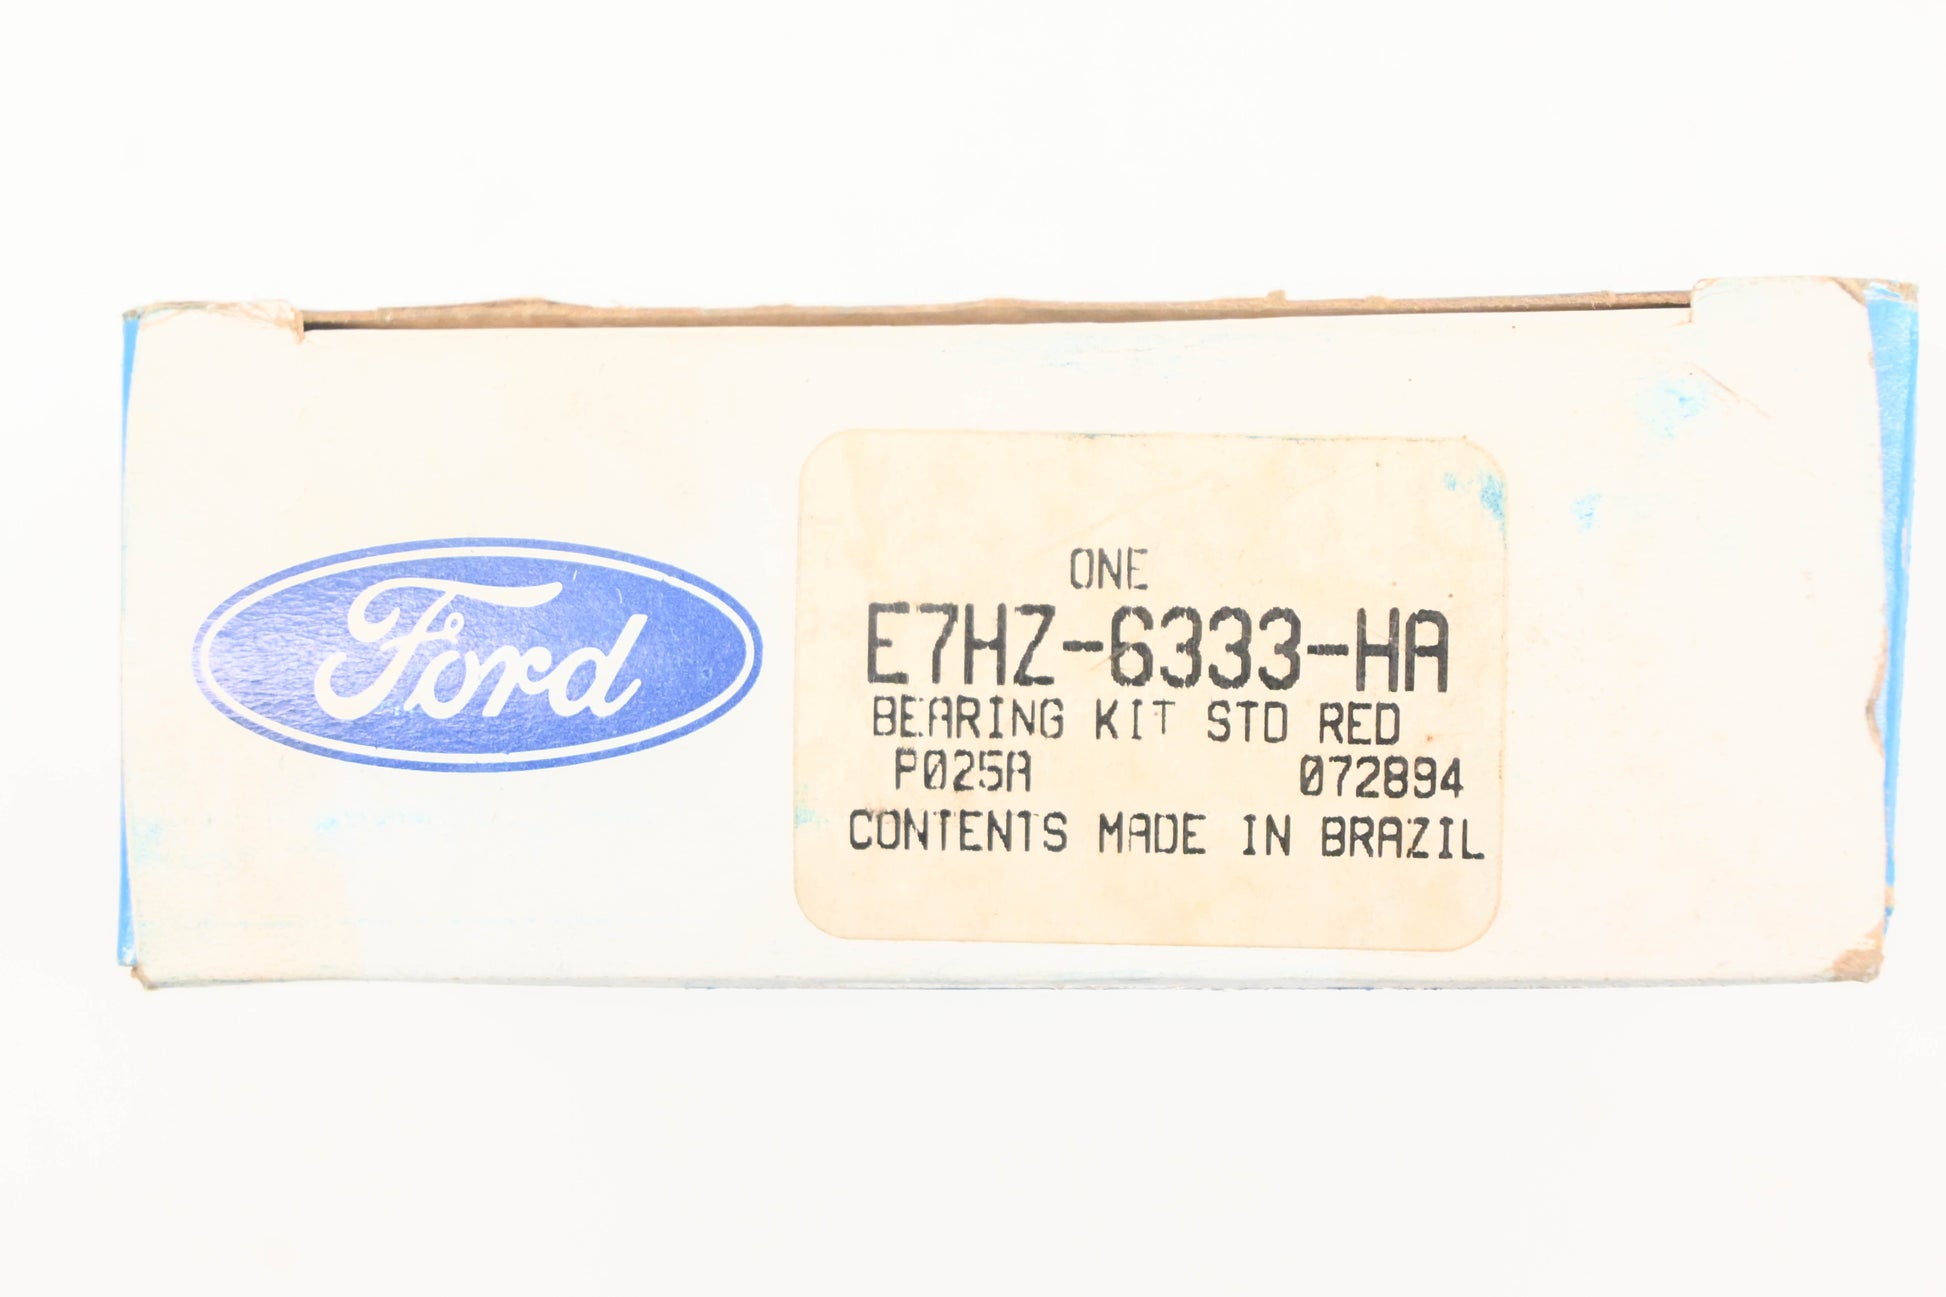 Ford
ONE
E7HZ-6333-HA
BEARING KIT STD RED
P025A 072894
CONTENTS MADE IN BRAZIL